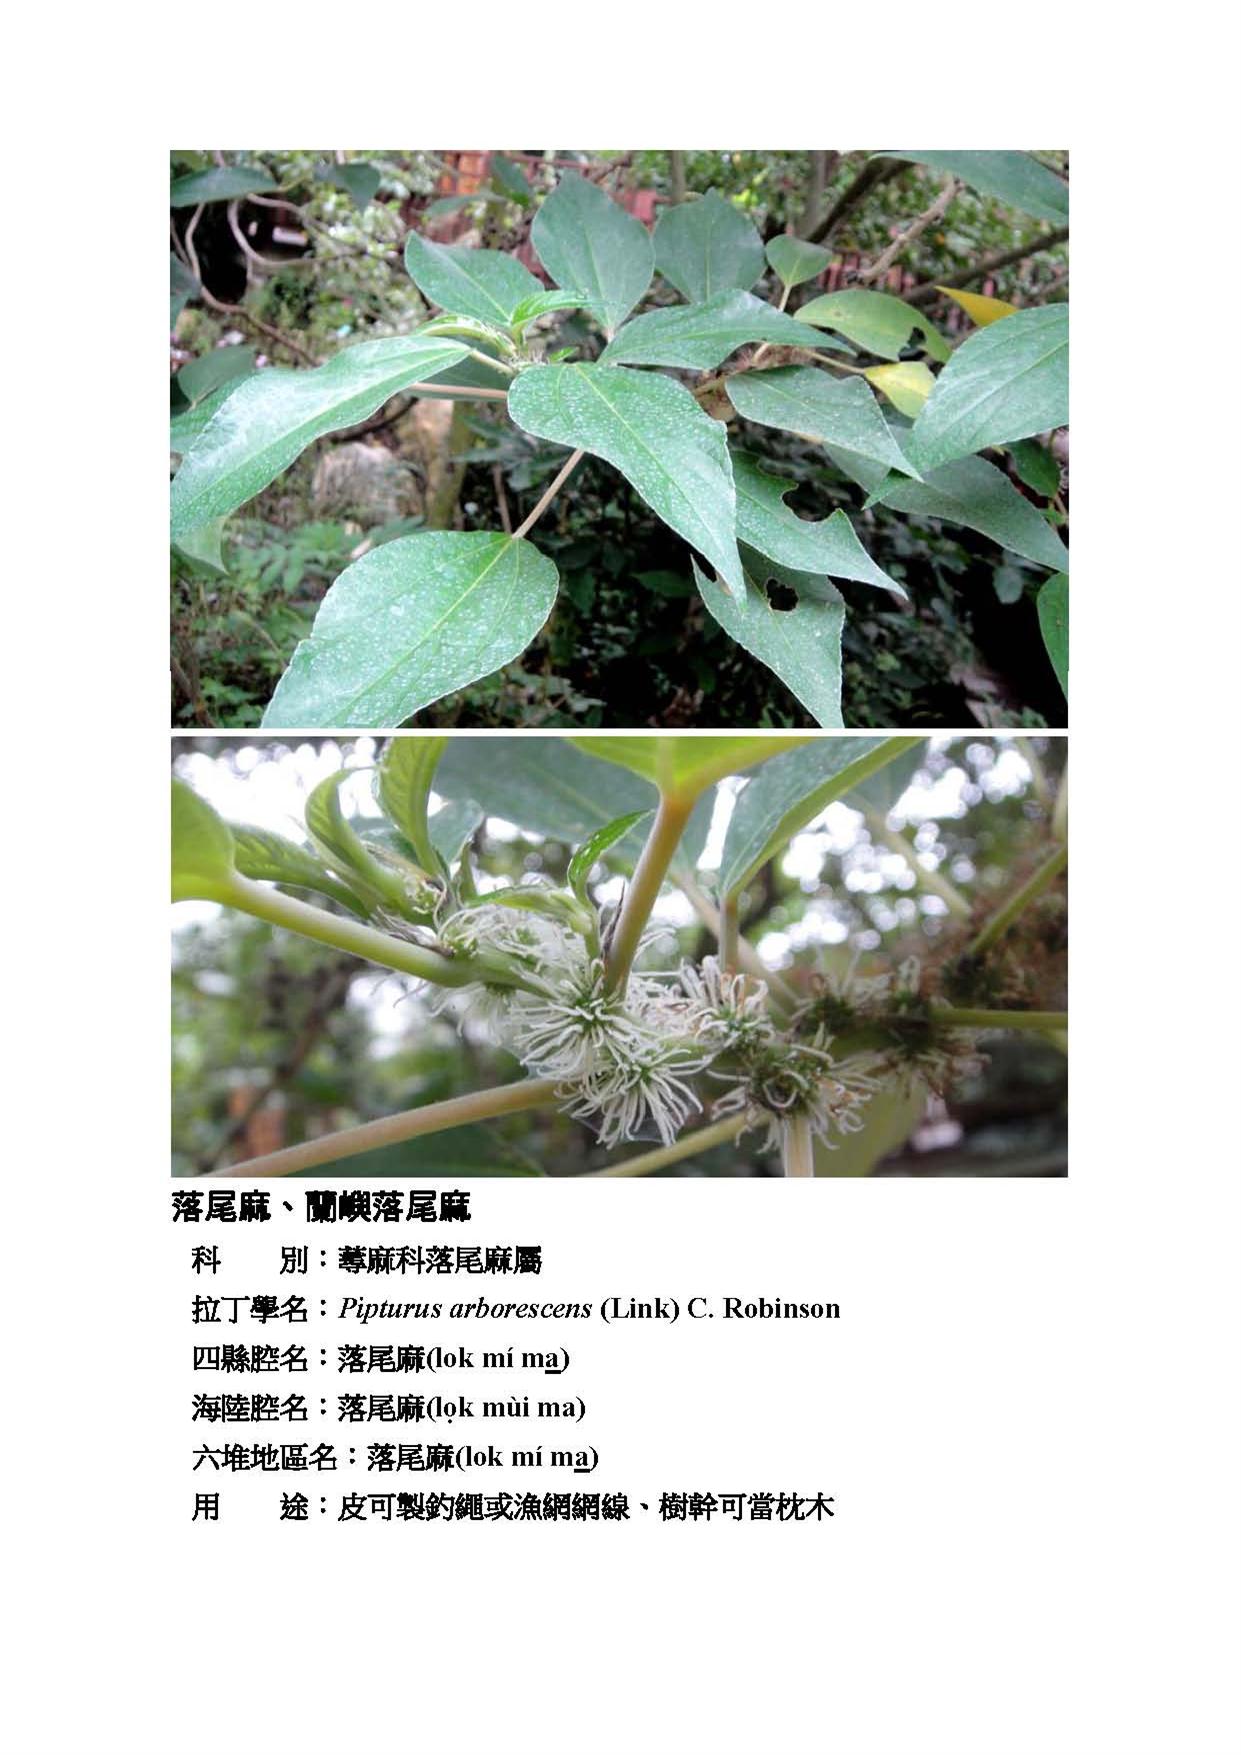 落尾麻、蘭嶼落尾麻
科　　別：蕁麻科落尾麻屬
拉丁學名：Pipturus arborescens (Link) C. Robinson
四縣腔名：落尾麻(lok mí ma̲)
海陸腔名：落尾麻(lo̩k mùi ma)
六堆地區名：落尾麻(lok mí ma̲)
用　　途：皮可製釣繩或漁網網線、樹幹可當枕木